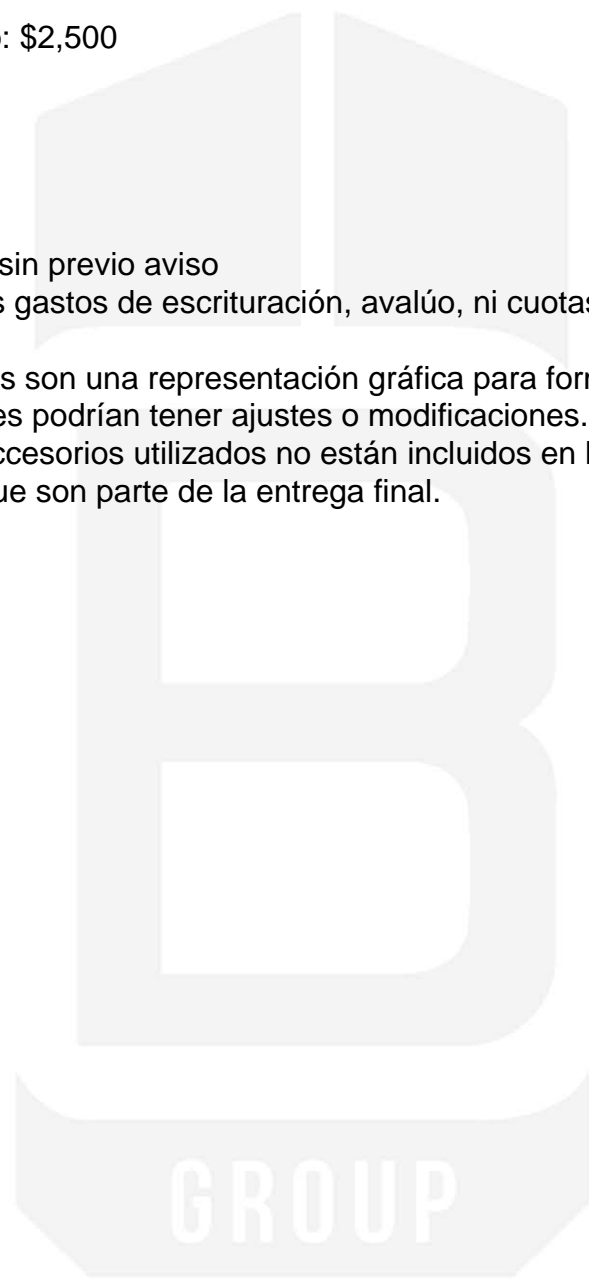 o: $2,500
sin previo aviso
s gastos de escrituración, avalúo, ni cuotas
s son una representación gráfica para for
es podrían tener ajustes o modificaciones.
ccesorios utilizados no están incluidos en l
ue son parte de la entrega final.
B
GROUP